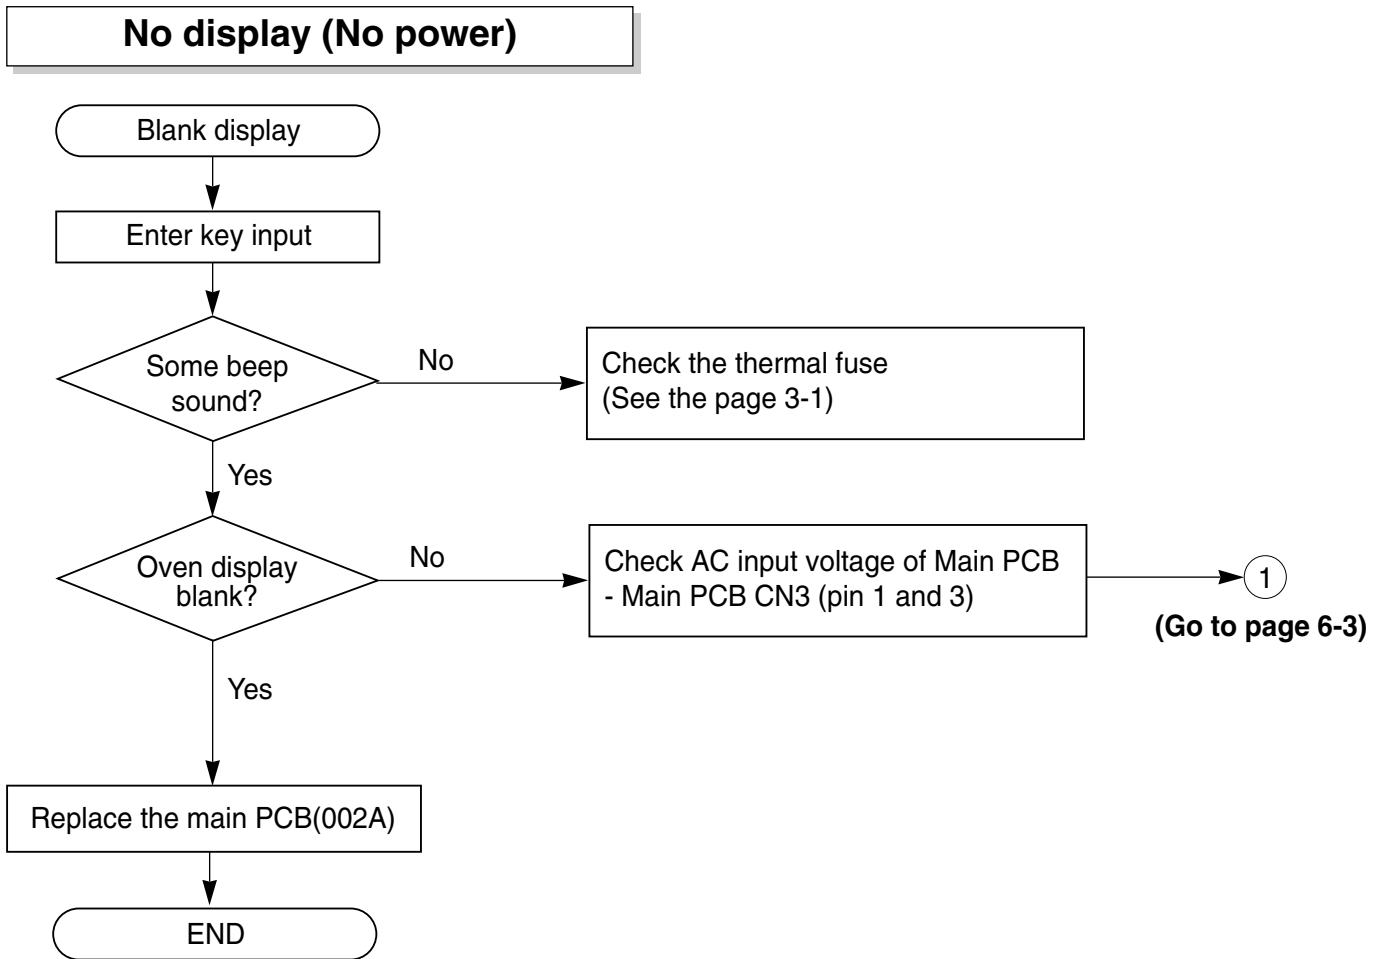 No display (No power)
Blank display
Enter key input
Some beep
sound?
No
Check the thermal fuse
(See the page 3-1)
Yes
Oven display
blank?
No
Check AC input voltage of Main PCB
- Main PCB CN3 (pin 1 and 3)
1
(Go to page 6-3)
Yes
Replace the main PCB(002A)
END